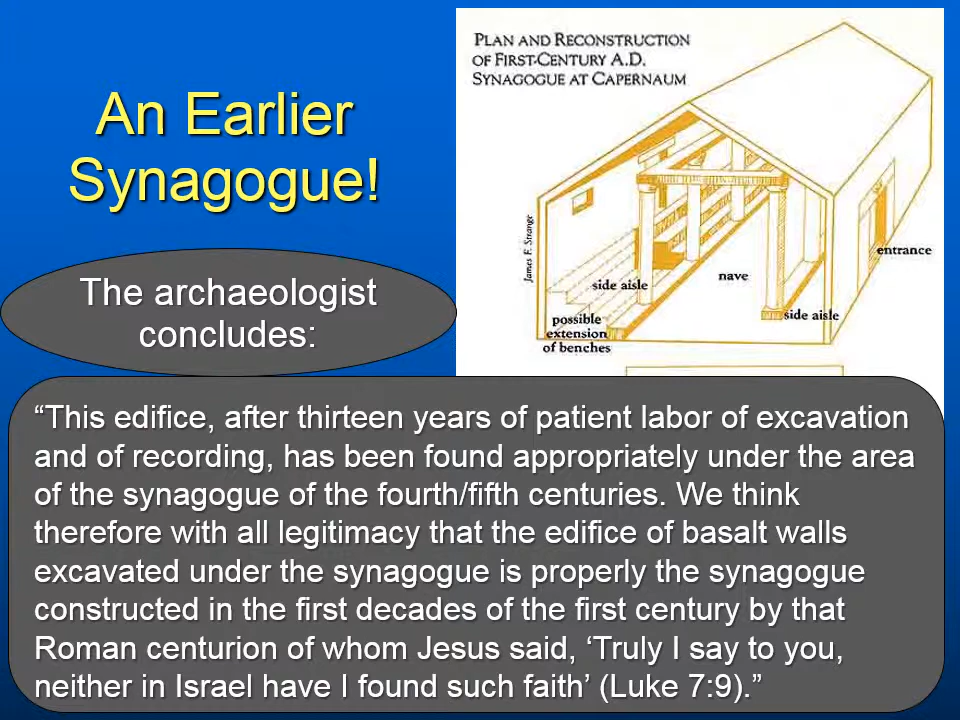 An Earlier
Synagogue!
PLAN AND RECONSTRUCTION
OF FIRST-CENTURY A.D.
SYNAGOGUE AT CAPERNAUM
James F. Strange
entrance
nave
side aisle
side aisle
possible
extension
of benches
The archaeologist
concludes:
“This edifice, after thirteen years of patient labor of excavation
and of recording, has been found appropriately under the area
of the synagogue of the fourth/fifth centuries. We think
therefore with all legitimacy that the edifice of basalt walls
excavated under the synagogue is properly the synagogue
constructed in the first decades of the first century by that
Roman centurion of whom Jesus said, ‘Truly I say to you,
neither in Israel have I found such faith’ (Luke 7:9).”